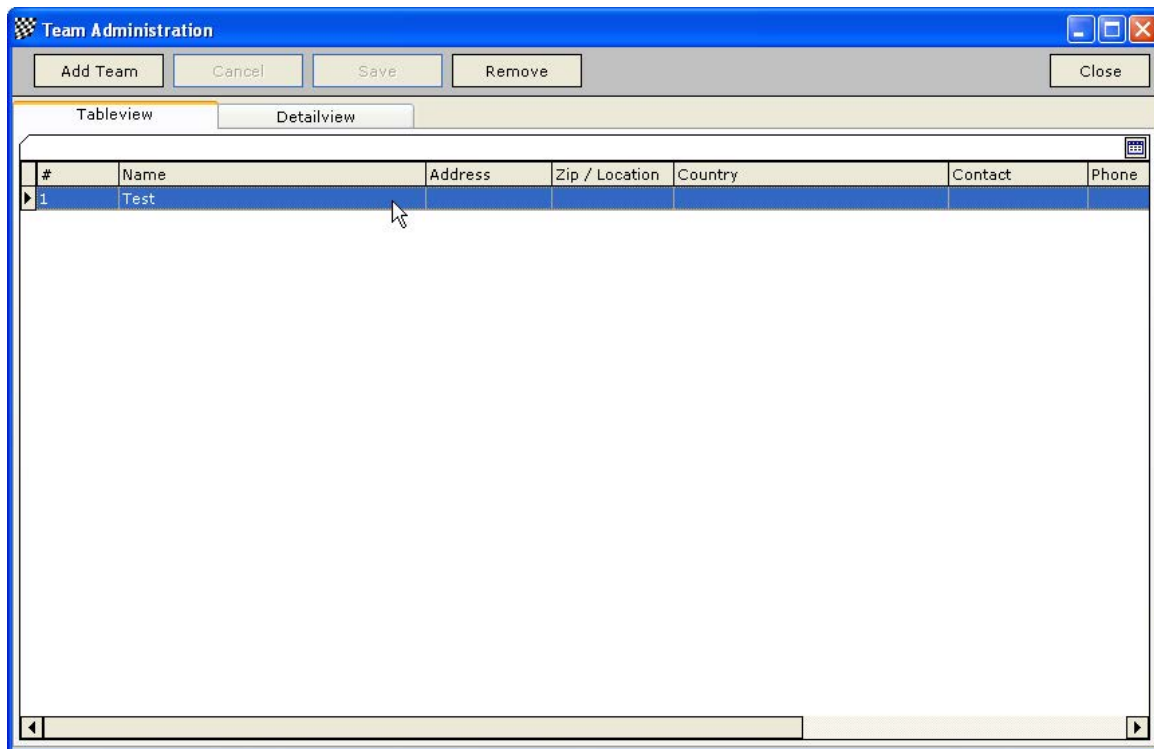 Team Administration
Add Team Cancel Save Remove Close
Tableview Detailview
# Name Address Zip / Location Country Contact Phone
1 Test